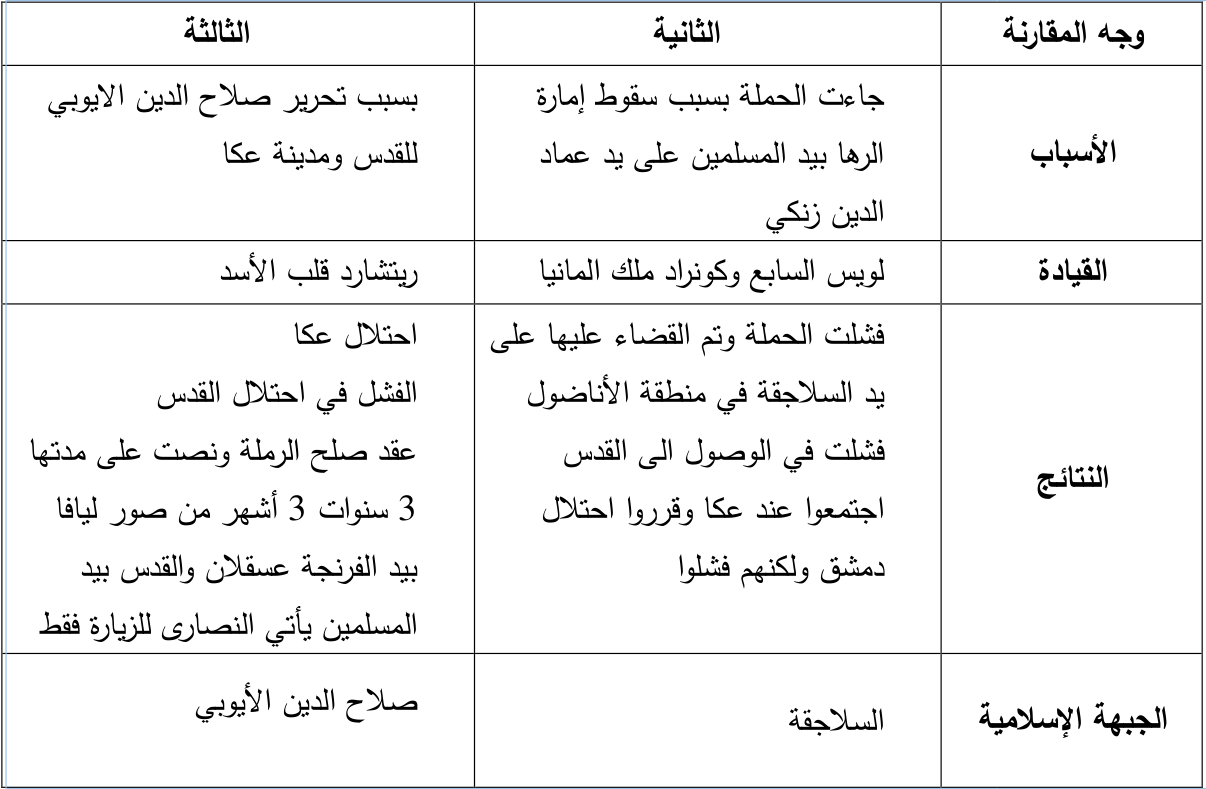 وجه المقارنة	الثانية	الثالثة
الأسباب
جاءت الحملة بسبب سقوط إمارة
الرها بيد المسلمين على يد عماد
الدين زنكي
بسبب تحرير صلاح الدين الايوبي
للقدس ومدينة عكا
القيادة	لويس السابع وكونراد ملك المانيا	ريتشارد قلب الأسد
النتائج
فشلت الحملة وتم القضاء عليها على
يد السلاجقة في منطقة الأناضول
فشلت في الوصول الى القدس
اجتمعوا عند عكا وقرروا احتلال
دمشق ولكنهم فشلوا
احتلال عكا
الفشل في احتلال القدس
عقد صلح الرملة ونصت على مدتها
3 سنوات 3 أشهر من صور ليافا
بيد الفرنجة عسقلان والقدس بيد
المسلمين يأتي النصارى للزيارة فقط
الجبهة الإسلامية	السلاجقة	صلاح الدين الأيوبي